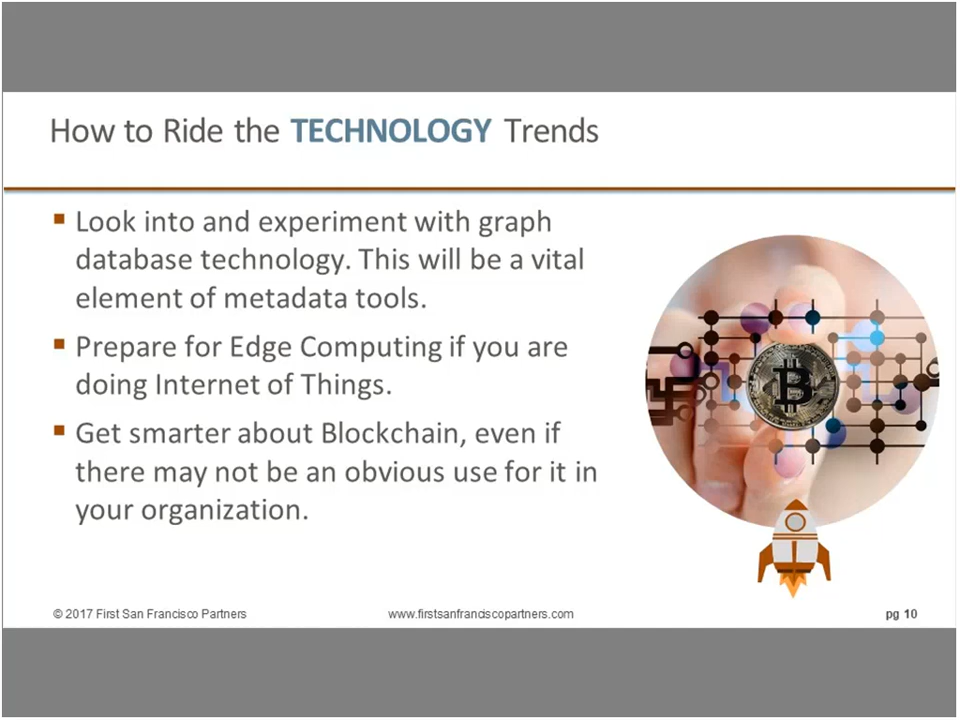 How to Ride the TECHNOLOGY Trends
▪ Look into and experiment with graph
database technology. This will be a vital
element of metadata tools.
▪ Prepare for Edge Computing if you are
doing Internet of Things.
▪ Get smarter about Blockchain, even if
there may not be an obvious use for it in
your organization.
© 2017 First San Francisco Partners www.firstsanfranciscopartners.com pg 10